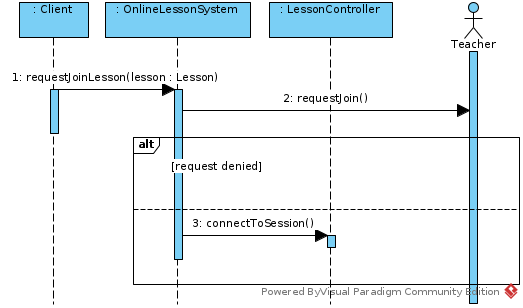 : Client
: OnlineLessonSystem
: LessonController
Teacher
1: requestJoinLesson(lesson : Lesson)
2: requestJoin()
alt
[request denied]
3: connectToSession()
Powered ByVisual Paradigm Community Edition